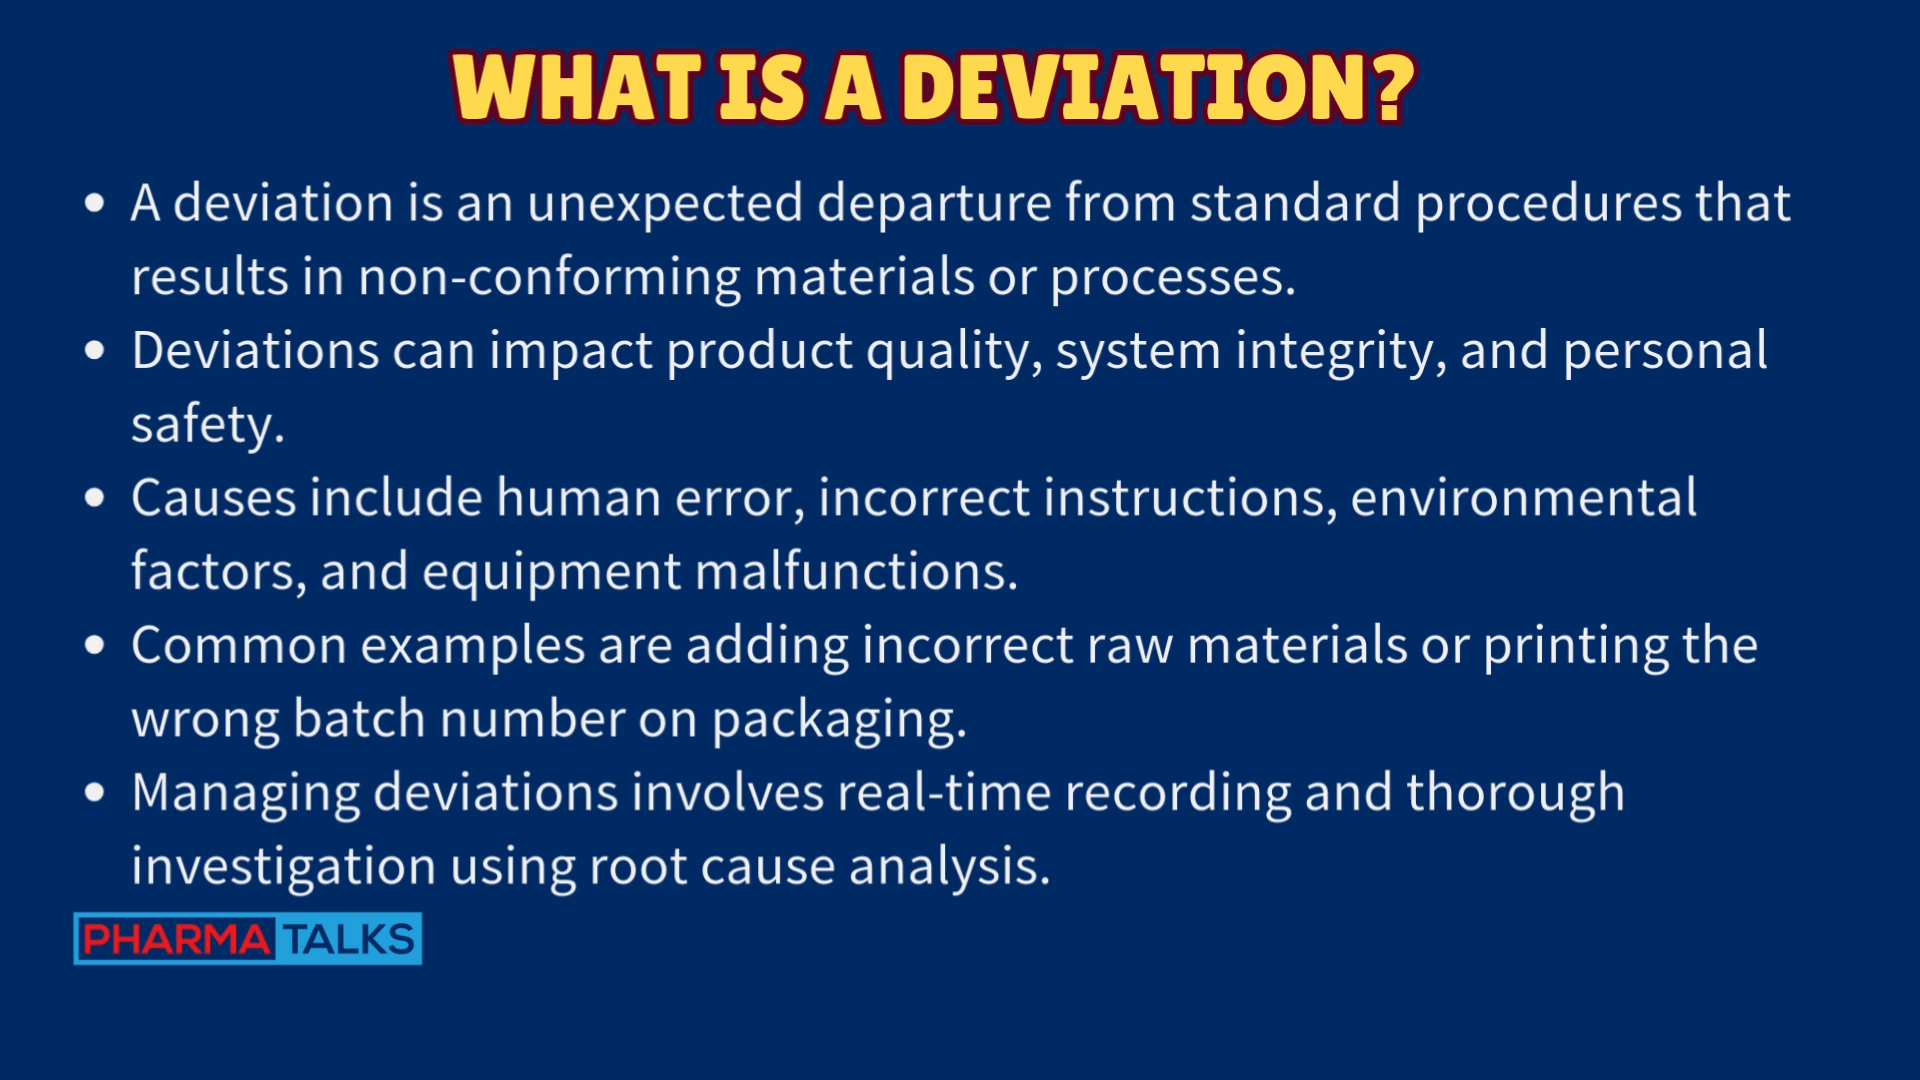 WHAT IS A DEVIATION?
• A deviation is an unexpected departure from standard procedures that
results in non-conforming materials or processes.
• Deviations can impact product quality, system integrity, and personal
safety.
• Causes include human error, incorrect instructions, environmental
factors, and equipment malfunctions.
• Common examples are adding incorrect raw materials or printing the
wrong batch number on packaging.
• Managing deviations involves real-time recording and thorough
investigation using root cause analysis.
PHARMA TALKS